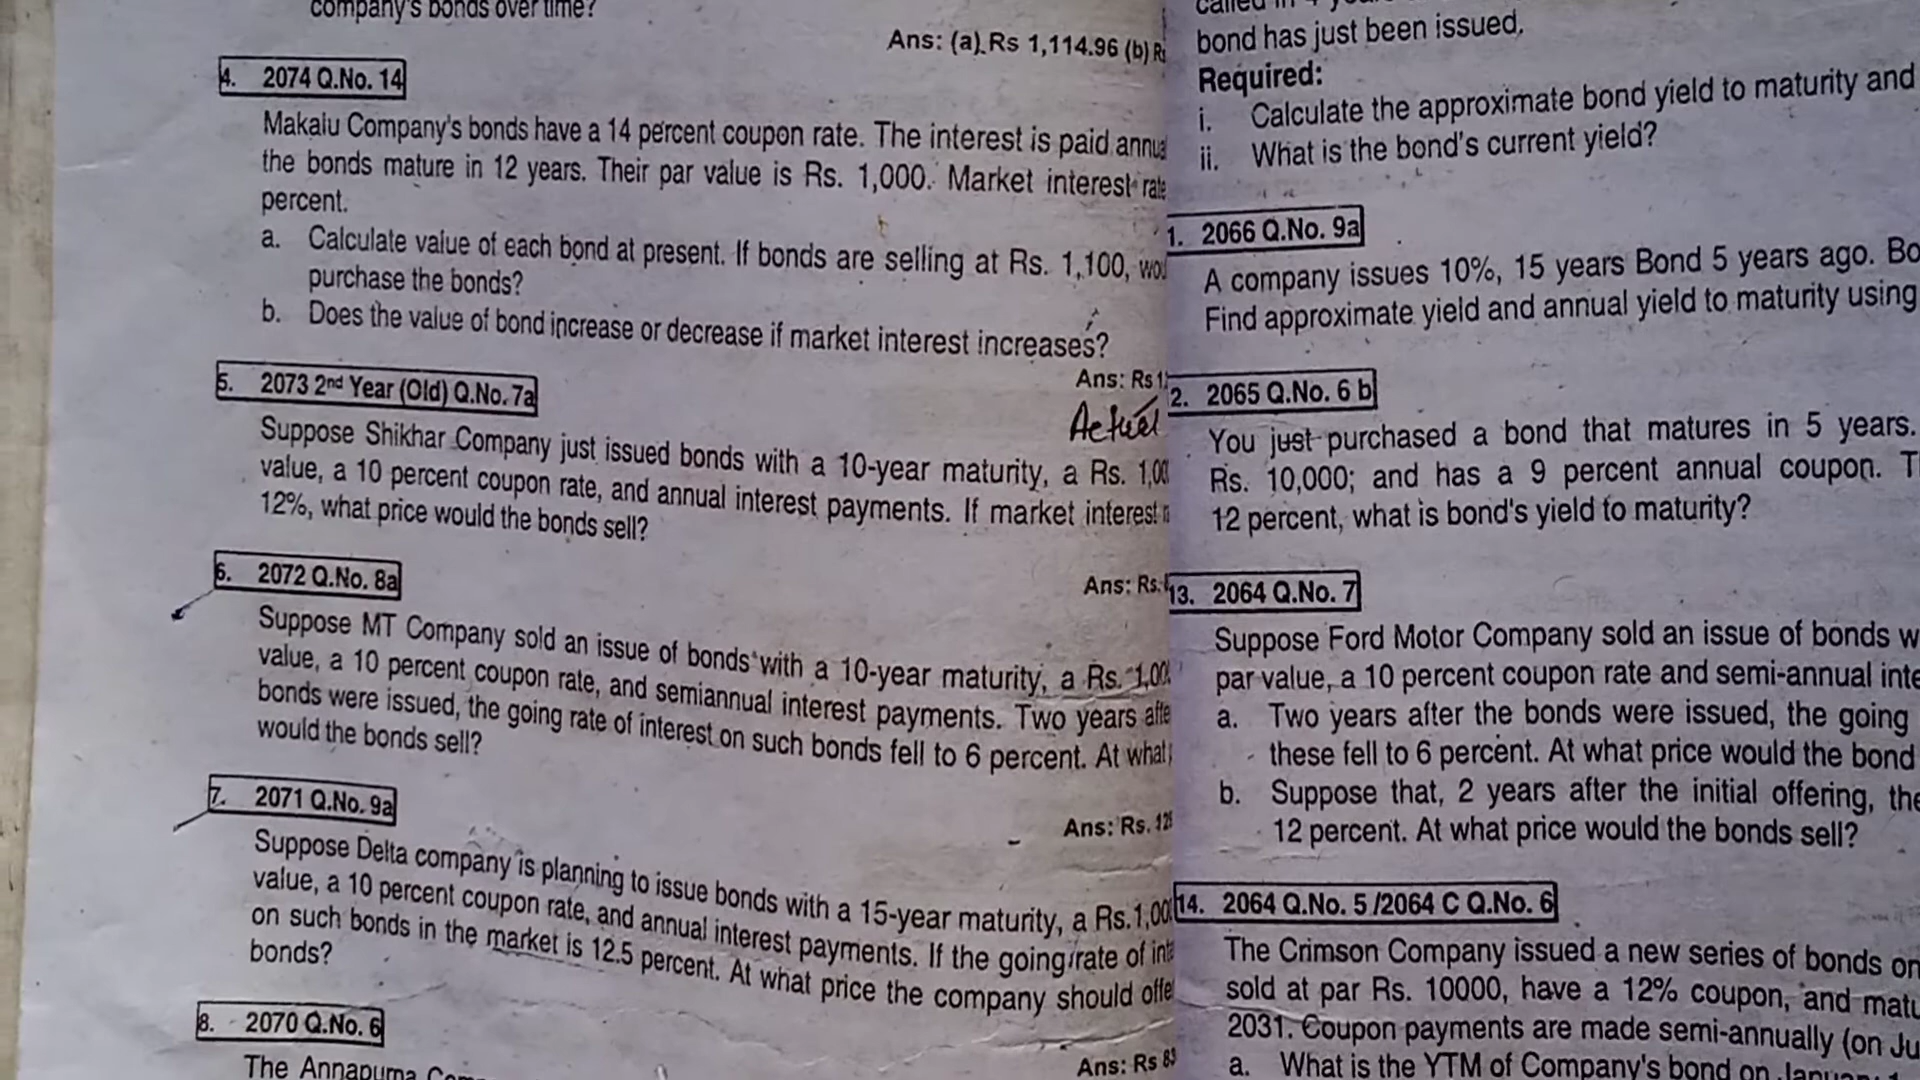 company's bonds over time?
Ans: (a) Rs 1,114.96 (b)
4. 2074 Q.No. 14
Makalu Company's bonds have a 14 percent coupon rate. The interest is paid
the bonds mature in 12 years. Their par value is Rs. 1,000. Market interest rate
percent.
a. Calculate value of each bond at present. If bonds are selling at Rs. 1,100,
purchase the bonds?
b. Does the value of bond increase or decrease if market interest increases?
Ans: Rs
5. 2073 2nd Year (Old) Q.No. 7a
Suppose Shikhar Company just issued bonds with a 10-year maturity, a Rs.
value, a 10 percent coupon rate, and annual interest payments. If market interest
12%, what price would the bonds sell?
Ans: Rs.
6. 2072 Q.No. 8a
Suppose MT Company sold an issue of bonds with a 10-year maturity, a Rs.
value, a 10 percent coupon rate, and semiannual interest payments. Two years
bonds were issued, the going rate of interest on such bonds fell to 6 percent. At what
would the bonds sell?
Ans: Rs.
7. 2071 Q.No. 9a
Suppose Delta company is planning to issue bonds with a 15-year maturity, a
value, a 10 percent coupon rate, and annual interest payments. If the going rate of
on such bonds in the market is 12.5 percent. At what price the company should
bonds?
Ans: Rs
8. 2070 Q.No. 6
The Annapurna
bond has just been issued.
Required:
i. Calculate the approximate bond yield to maturity and
ii. What is the bond's current yield?
1. 2066 Q.No. 9a
A company issues 10%, 15 years Bond 5 years ago.
Find approximate yield and annual yield to maturity using
2. 2065 Q.No. 6 b
You just purchased a bond that matures in 5 years.
Rs. 10,000; and has a 9 percent annual coupon.
12 percent, what is bond's yield to maturity?
13. 2064 Q.No. 7
Suppose Ford Motor Company sold an issue of bonds
par value, a 10 percent coupon rate and semi-annual
a. Two years after the bonds were issued, the going
these fell to 6 percent. At what price would the bond
b. Suppose that, 2 years after the initial offering, the
12 percent. At what price would the bonds sell?
14. 2064 Q.No. 5 /2064 C Q.No. 6
The Crimson Company issued a new series of bonds on
sold at par Rs. 10000, have a 12% coupon, and
2031. Coupon payments are made semi-annually (on
a. What is the YTM of Company's bond on